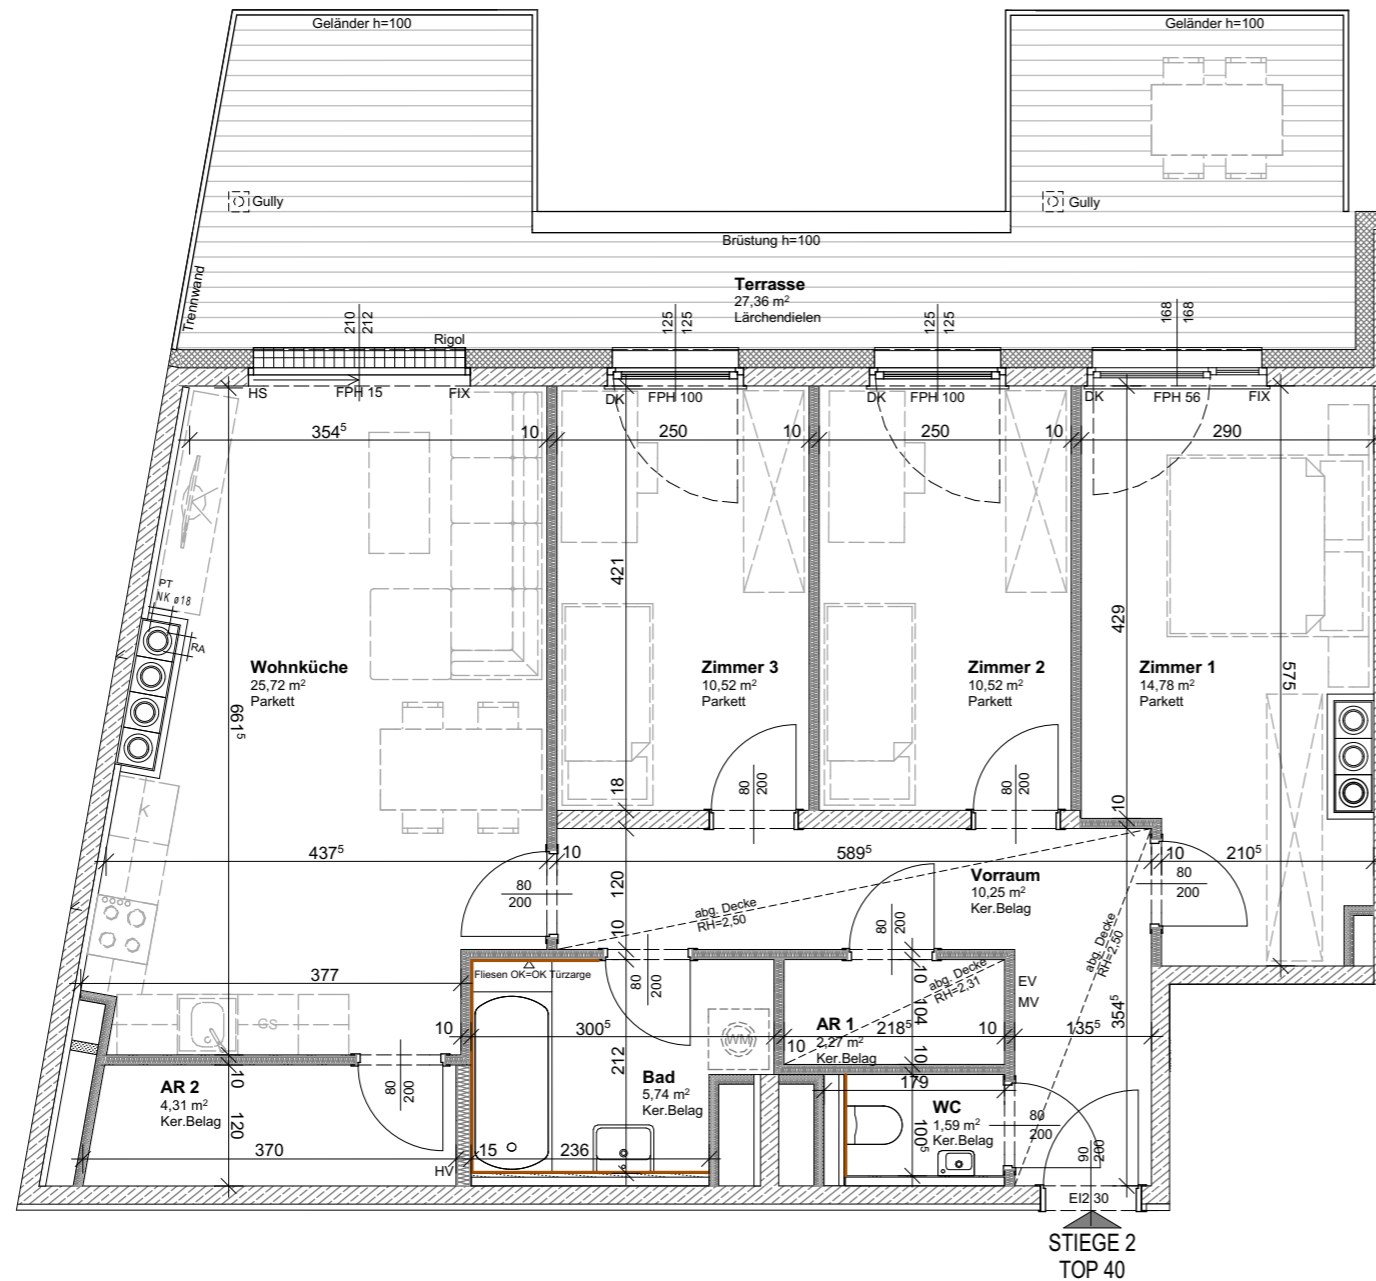 Geländer h=100
Geländer h=100
Gully
Gully
Brüstung h=100
Trennwand
Terrasse
27,36 m²
Lärchendielen
210
212
125
125
125
125
168
168
Rigol
HS
FPH 15
FIX
DK
FPH 100
DK
FPH 100
DK
FPH 56
FIX
354⁵
10
250
10
250
10
290
421
429
575
PT
NK ø18
RA
Wohnküche
25,72 m²
Parkett
Zimmer 3
10,52 m²
Parkett
Zimmer 2
10,52 m²
Parkett
Zimmer 1
14,78 m²
Parkett
661⁵
18
80
200
80
200
10
K
437⁵
10
589⁵
10
210⁵
80
200
120
80
200
Vorraum
10,25 m²
Ker.Belag
80
200
abg. Decke
RH=2,50
abg. Decke
RH=2,50
10
377
Fliesen OK=OK Türzarge
80
200
10
abg. Decke
RH=2,31
EV
MV
104
354⁵
GS
10
300⁵
WM
10
AR 1
2,27 m²
Ker.Belag
218⁵
10
135⁵
212
10
AR 2
4,31 m²
Ker.Belag
10
120
80
200
Bad
5,74 m²
Ker.Belag
179
WC
1,59 m²
Ker.Belag
100⁵
80
200
370
HV
15
236
6
90
200
EI2 30
STIEGE 2
TOP 40